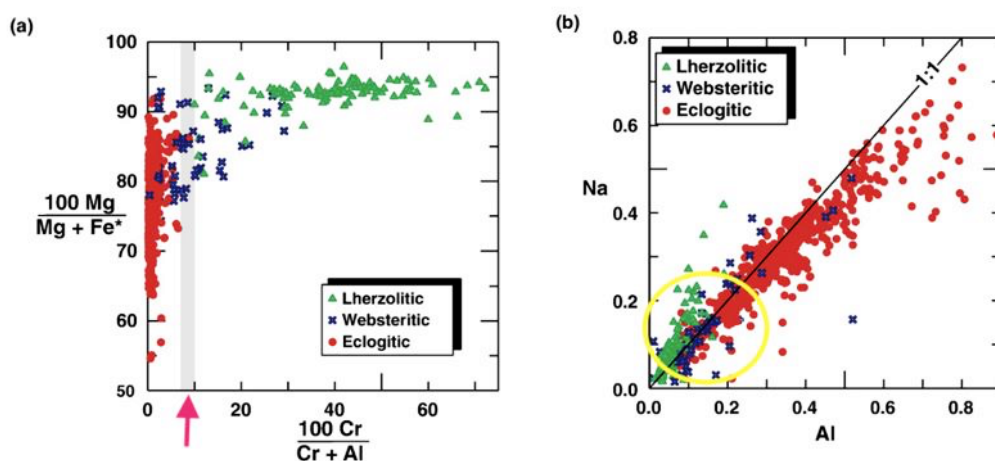 (a)
100
90
80
70
60
50
100 Mg
Mg + Fe*
Lherzolitic
Websteritic
Eclogitic
0
20
40
60
100 Cr
Cr + Al
(b)
0.8
0.6
0.4
0.2
0.0
Na
Lherzolitic
Websteritic
Eclogitic
1:1
0.0
0.2
0.4
0.6
0.8
Al